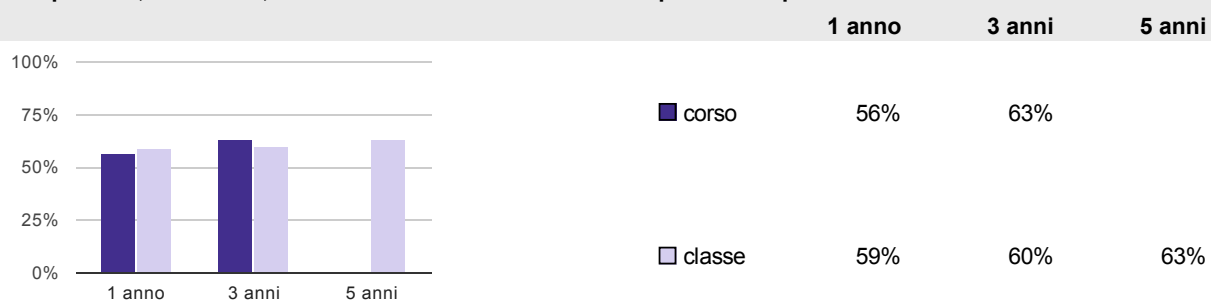 1 anno 3 anni 5 anni
100%
75%
50%
25%
0%
1 anno 3 anni 5 anni
corso 56% 63%
classe 59% 60% 63%